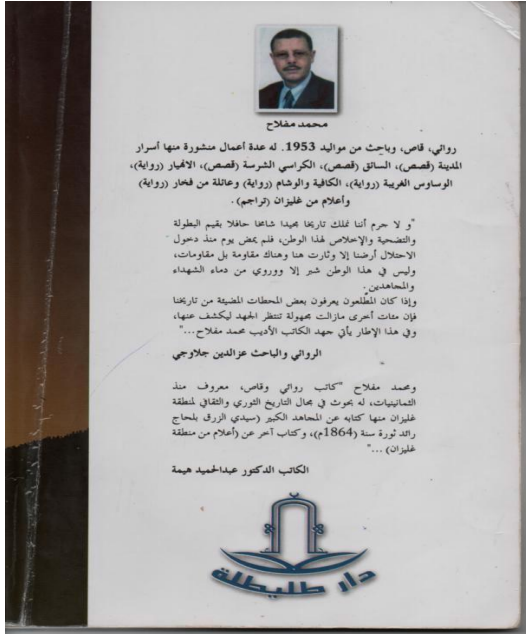 محمد مفلاح
روائي، قاص، وباحث من مواليد 1953. له عدة أعمال منشورة منها أسرار
المدينة (قصص)، السائق (قصص)، الكراسي الشرسة (قصص)، الانهيار (رواية)،
الوساوس الغريبة (رواية)، الكافية والوشام (رواية) وعائلة من فخار (رواية)
وأعلام من غليزان (تراجم).
"و لا جرم أننا نملك تاريخا مجيدا شامخا حافلا بقيم البطولة
والتضحية والإخلاص لهذا الوطن، فلم يمض يوم منذ دخول
الاحتلال أرضنا إلا وثارت هنا وهناك مقاومة بل مقاومات،
وليس في هذا الوطن شبر إلا وروي من دماء الشهداء
والمجاهدين.
وإذا كان المطّلعون يعرفون بعض المحطات المضيئة من تاريخنا
فإن مئات أخرى مازالت مجهولة تنتظر الجهد ليكشف عنها،
وفي هذا الإطار يأتي جهد الكاتب الأديب محمد مفلاح..."
الروائي والباحث عزالدين جلاوجي
ومحمد مفلاح "كاتب روائي وقاص، معروف منذ
الثمانينيات، له بحوث في مجال التاريخ الثوري والثقافي لمنطقة
غليزان منها كتابه عن المجاهد الكبير (سيدي الزرق بلحاج
رائد ثورة سنة (1864م)، وكتاب آخر عن (أعلام من منطقة
غليزان) ..."
الكاتب الدكتور عبدالحميد هيمة
دار طليطلة